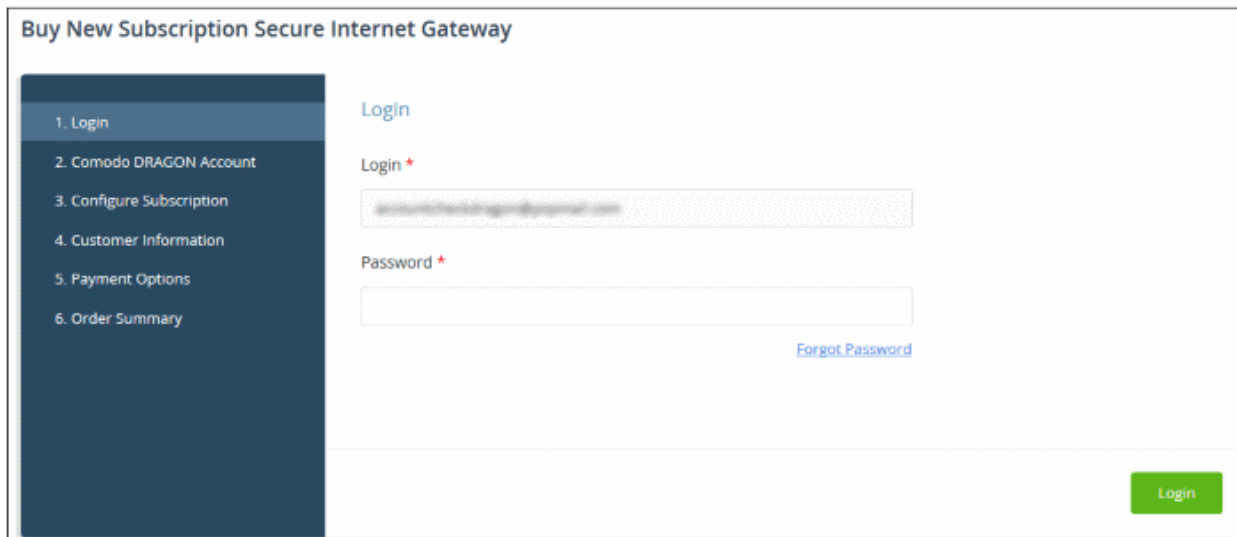 Buy New Subscription Secure Internet Gateway
1. Login
2. Comodo DRAGON Account
3. Configure Subscription
4. Customer Information
5. Payment Options
6. Order Summary
Login
Login *
Password *
Forgot Password
Login